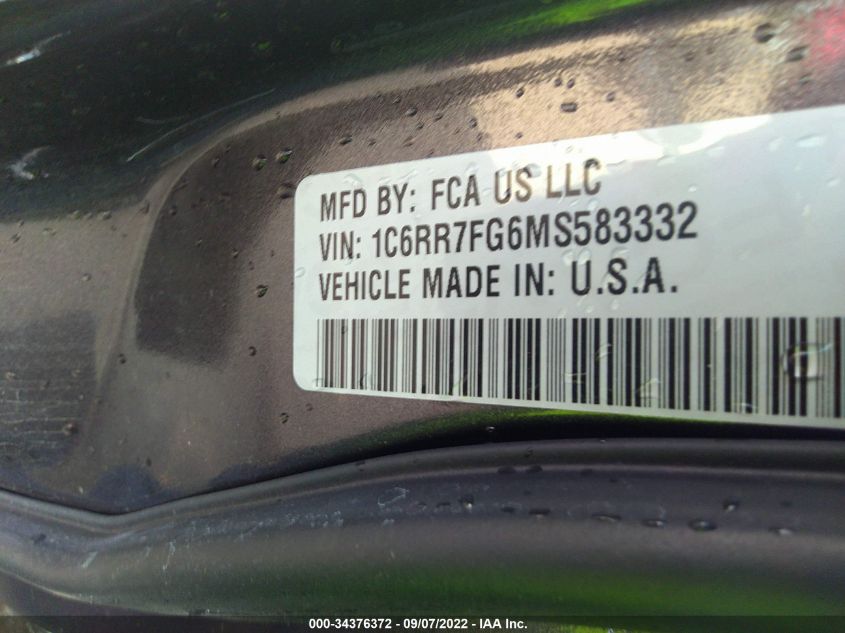 MFD BY: FCA US LLC
VIN: 1C6RR7FG6MS583332
VEHICLE MADE IN: U.S.A.
000-34376372 - 09/07/2022 - IAA Inc.